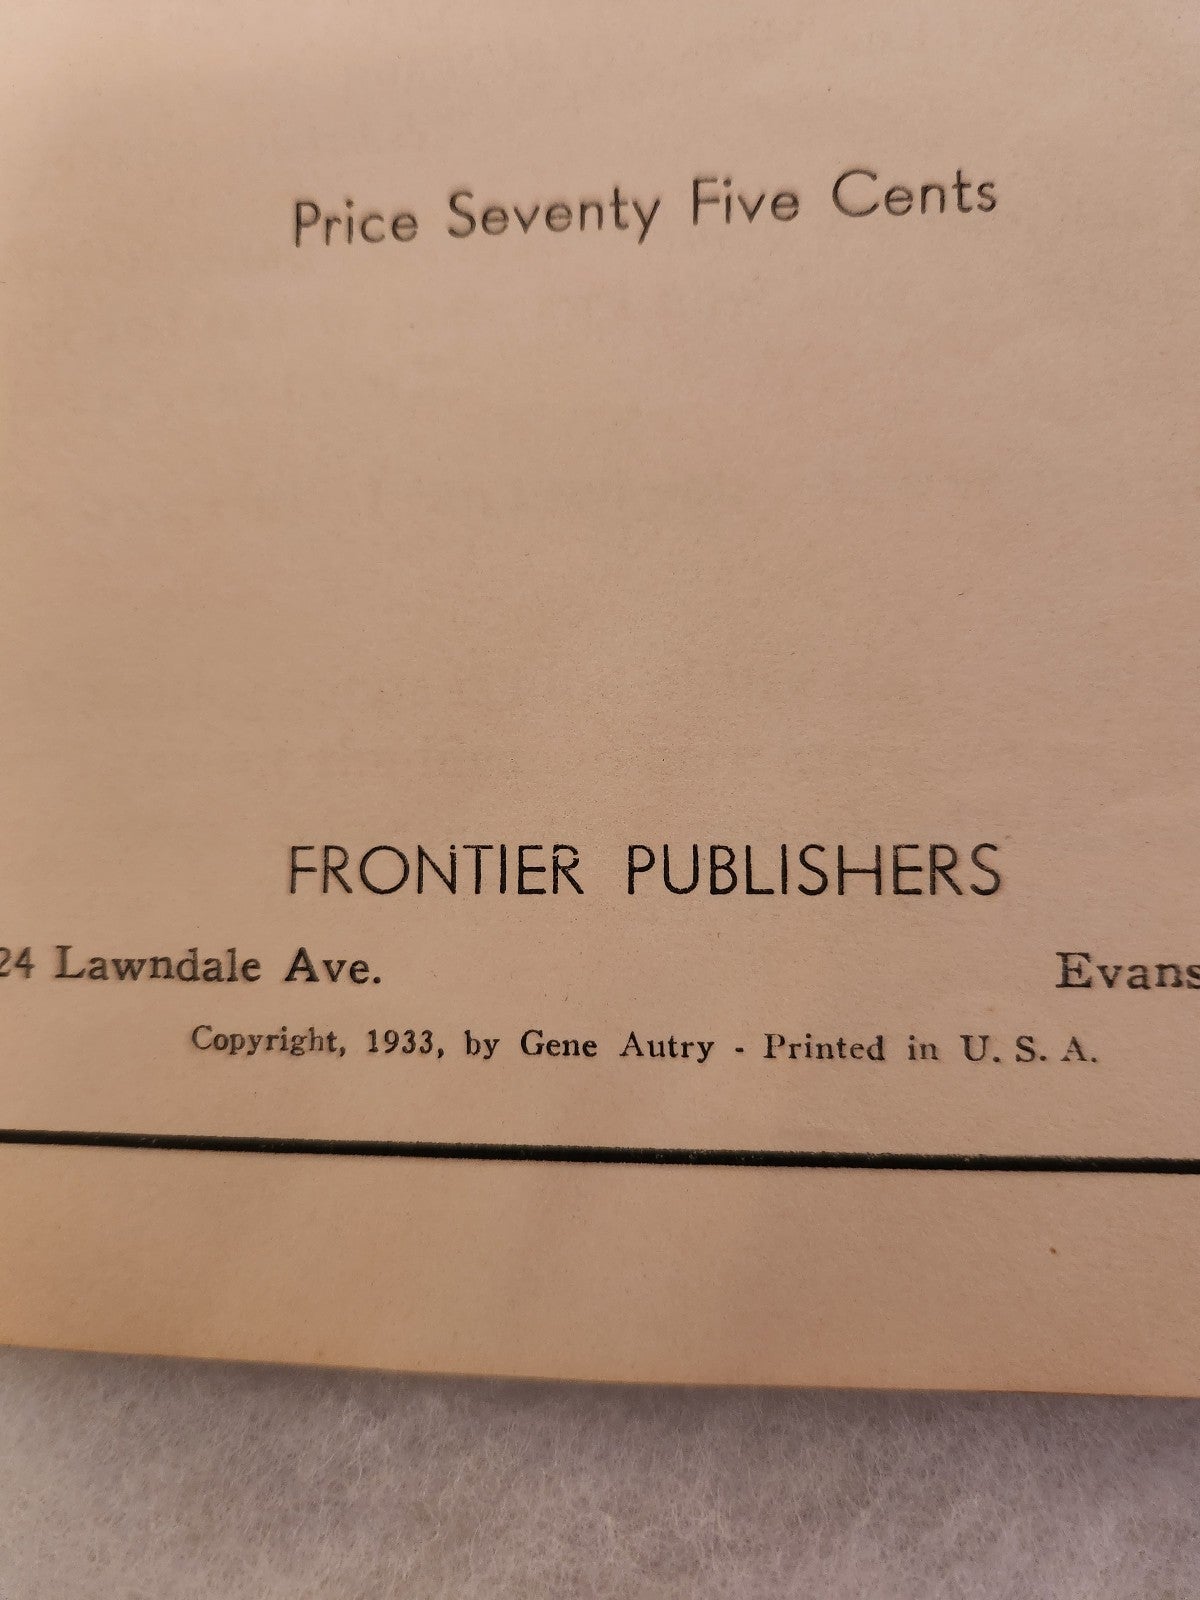 Price Seventy Five Cents
FRONTIER PUBLISHERS
24 Lawndale Ave. Evans
Copyright, 1933, by Gene Autry - Printed in U. S. A.